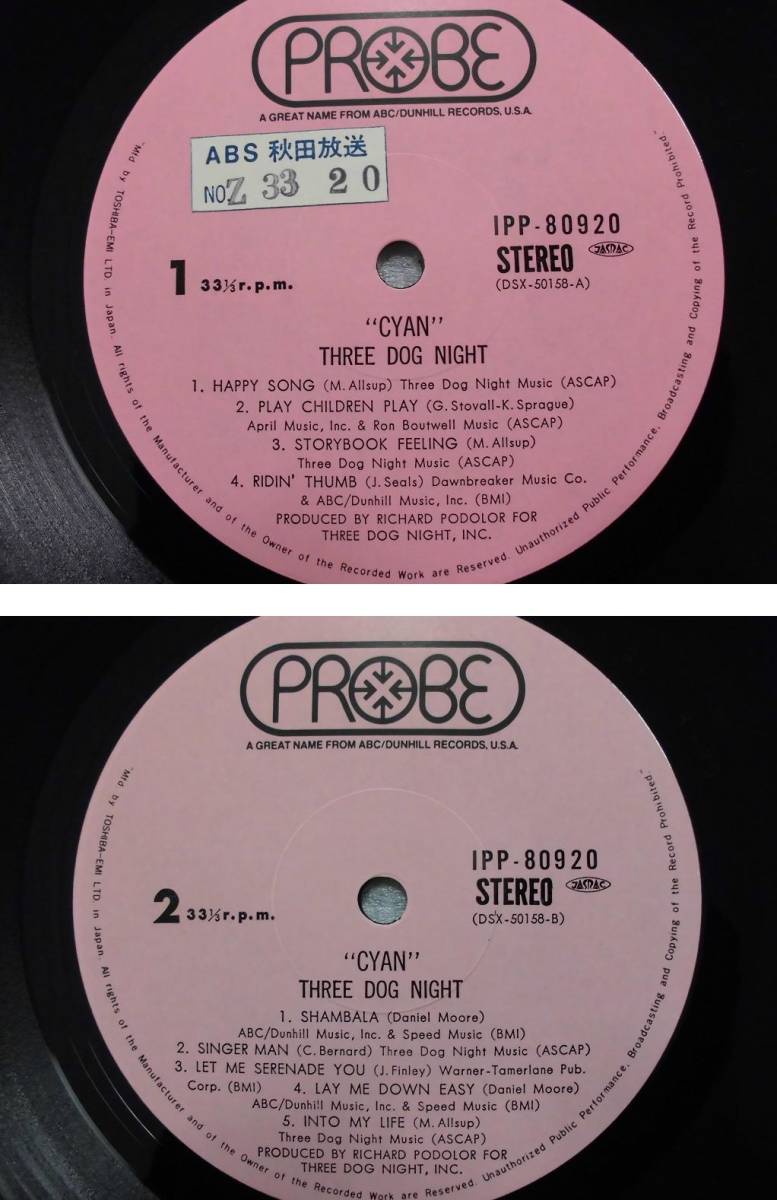 PROBE
A GREAT NAME FROM ABC/DUNHILL RECORDS, U.S.A.
ABS 秋田放送
NO. Z 33 20
IPP-80920
STEREO JASRAC
(DSX-50158-A)
1 33⅓ r.p.m.
"CYAN"
THREE DOG NIGHT
1. HAPPY SONG (M. Allsup) Three Dog Night Music (ASCAP)
2. PLAY CHILDREN PLAY (G. Stovall-K. Sprague)
April Music, Inc. & Ron Boutwell Music (ASCAP)
3. STORYBOOK FEELING (M. Allsup)
Three Dog Night Music (ASCAP)
4. RIDIN' THUMB (J. Seals) Dawnbreaker Music Co.
& ABC/Dunhill Music, Inc. (BMI)
PRODUCED BY RICHARD PODOLOR FOR
THREE DOG NIGHT, INC.
"Mfd by TOSHIBA-EMI LTD. in Japan. All rights of the Manufacturer and of the Owner of the Recorded Work are Reserved. Unauthorized Public Performance, Broadcasting and Copying of the Record Prohibited."
PROBE
A GREAT NAME FROM ABC/DUNHILL RECORDS, U.S.A.
IPP-80920
STEREO JASRAC
(DSX-50158-B)
2 33⅓ r.p.m.
"CYAN"
THREE DOG NIGHT
1. SHAMBALA (Daniel Moore)
ABC/Dunhill Music, Inc. & Speed Music (BMI)
2. SINGER MAN (C. Bernard) Three Dog Night Music (ASCAP)
3. LET ME SERENADE YOU (J. Finley) Warner-Tamerlane Pub.
Corp. (BMI) 4. LAY ME DOWN EASY (Daniel Moore)
ABC/Dunhill Music, Inc. & Speed Music (BMI)
5. INTO MY LIFE (M. Allsup)
Three Dog Night Music (ASCAP)
PRODUCED BY RICHARD PODOLOR FOR
THREE DOG NIGHT, INC.
"Mfd by TOSHIBA-EMI LTD. in Japan. All rights of the Manufacturer and of the Owner of the Recorded Work are Reserved. Unauthorized Public Performance, Broadcasting and Copying of the Record Prohibited."